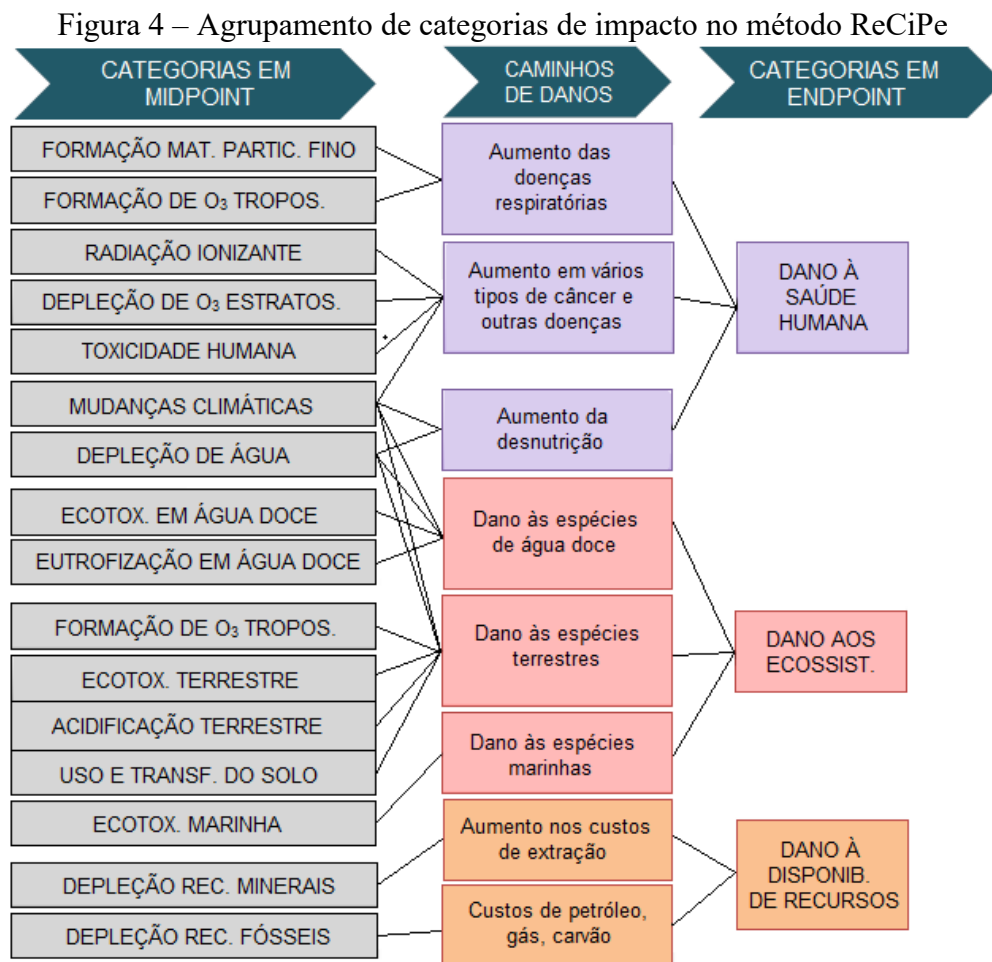 Figura 4 – Agrupamento de categorias de impacto no método ReCiPe
CATEGORIAS EM
MIDPOINT
CAMINHOS
DE DANOS
CATEGORIAS EM
ENDPOINT
FORMAÇÃO MAT. PARTIC. FINO
FORMAÇÃO DE O₃ TROPOS.
RADIAÇÃO IONIZANTE
DEPLEÇÃO DE O₃ ESTRATOS.
TOXICIDADE HUMANA
MUDANÇAS CLIMÁTICAS
DEPLEÇÃO DE ÁGUA
ECOTOX. EM ÁGUA DOCE
EUTROFIZAÇÃO EM ÁGUA DOCE
FORMAÇÃO DE O₃ TROPOS.
ECOTOX. TERRESTRE
ACIDIFICAÇÃO TERRESTRE
USO E TRANSF. DO SOLO
ECOTOX. MARINHA
DEPLEÇÃO REC. MINERAIS
DEPLEÇÃO REC. FÓSSEIS
Aumento das
doenças
respiratórias
Aumento em vários
tipos de câncer e
outras doenças
Aumento da
desnutrição
Dano às espécies
de água doce
Dano às espécies
terrestres
Dano às espécies
marinhas
Aumento nos custos
de extração
Custos de petróleo,
gás, carvão
DANO À
SAÚDE
HUMANA
DANO AOS
ECOSSIST.
DANO À
DISPONIB.
DE RECURSOS